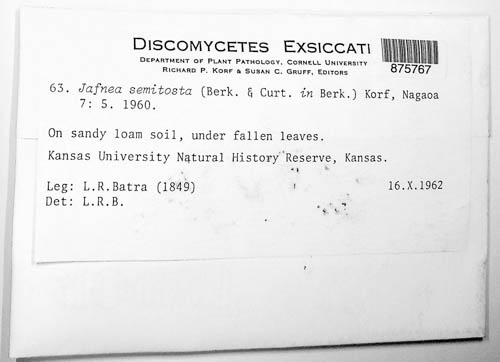 DISCOMYCETES EXSICCATI
DEPARTMENT OF PLANT PATHOLOGY, CORNELL UNIVERSITY
RICHARD P. KORF & SUSAN C. GRUFF, EDITORS
875767
63. Jafnea semitosta (Berk. & Curt. in Berk.) Korf, Nagaoa
7: 5. 1960.
On sandy loam soil, under fallen leaves.
Kansas University Natural History Reserve, Kansas.
Leg: L.R.Batra (1849) 16.X.1962
Det: L.R.B.